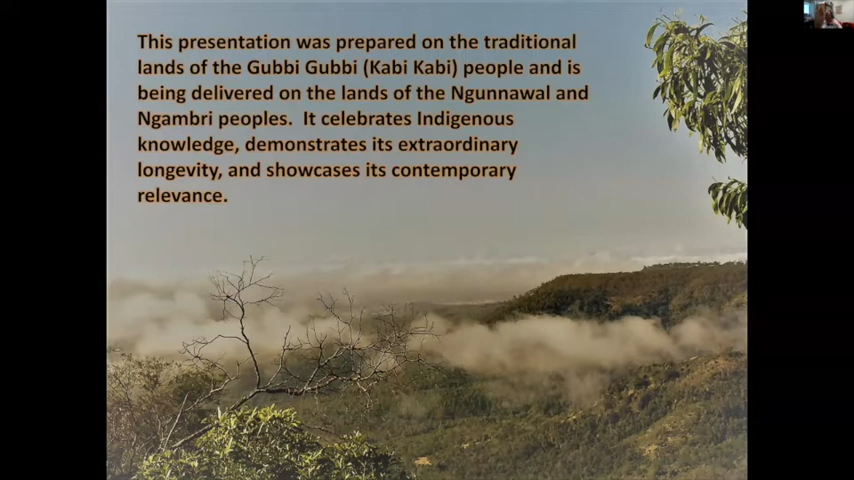 This presentation was prepared on the traditional
lands of the Gubbi Gubbi (Kabi Kabi) people and is
being delivered on the lands of the Ngunnawal and
Ngambri peoples.  It celebrates Indigenous
knowledge, demonstrates its extraordinary
longevity, and showcases its contemporary
relevance.